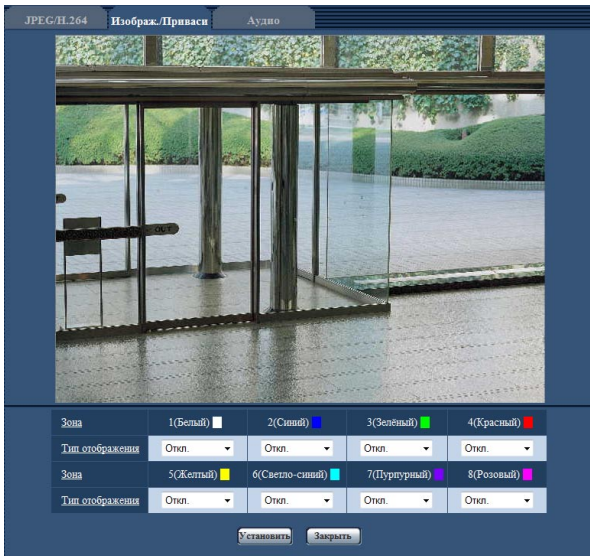 JPEG/H.264 Изображ./Приваси Аудио
OUT
Зона 1(Белый) 2(Синий) 3(Зелёный) 4(Красный)
Тип отображения Откл. Откл. Откл. Откл.
Зона 5(Желтый) 6(Светло-синий) 7(Пурпурный) 8(Розовый)
Тип отображения Откл. Откл. Откл. Откл.
Установить Закрыть